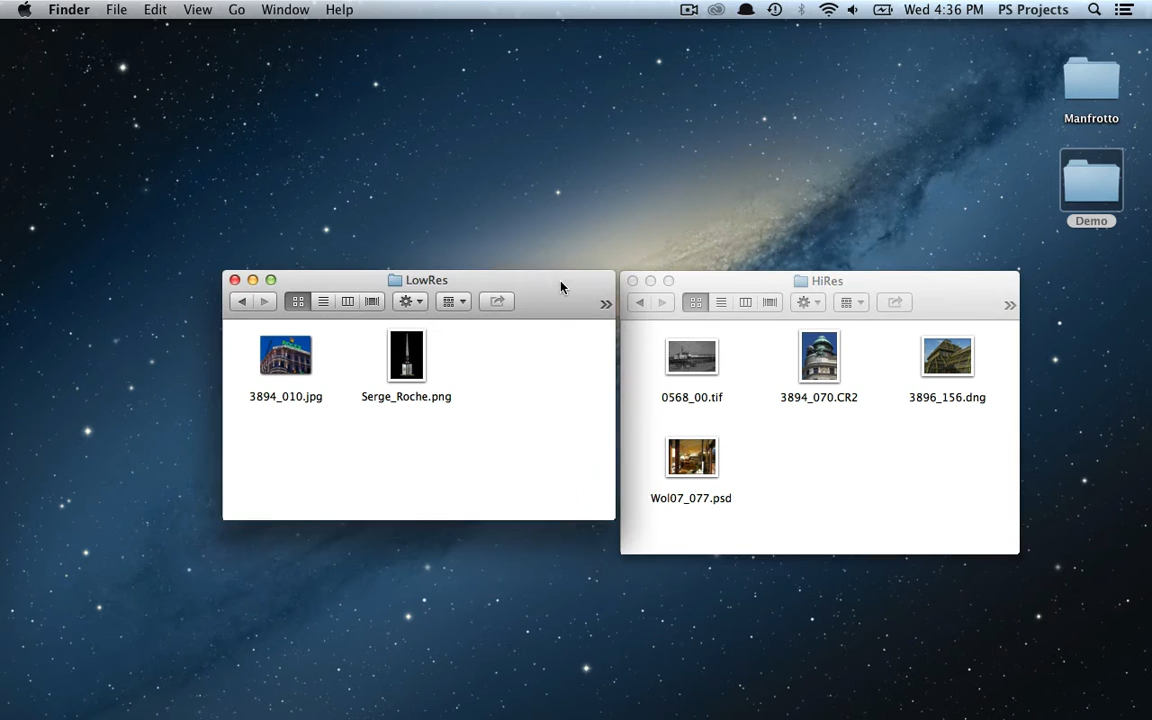 Finder File Edit View Go Window Help Wed 4:36 PM PS Projects
Manfrotto
Demo
LowRes
HiRes
3894_010.jpg Serge_Roche.png
0568_00.tif 3894_070.CR2 3896_156.dng
Wol07_077.psd